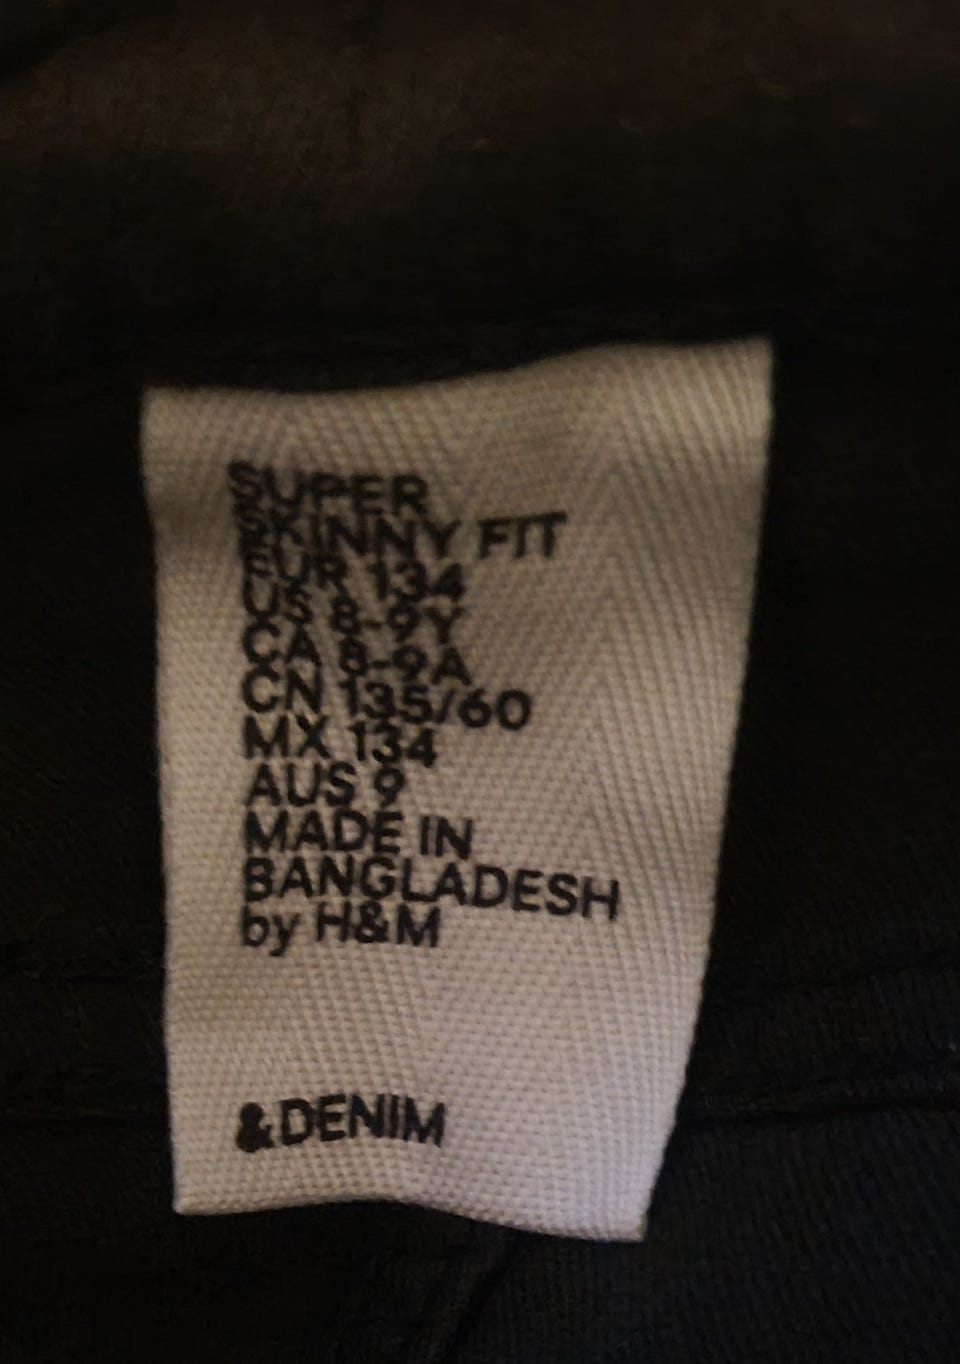 SUPER
SKINNY FIT
EUR 134
US 8-9Y
CA 8-9A
CN 135/60
MX 134
AUS 9
MADE IN
BANGLADESH
by H&M
&DENIM